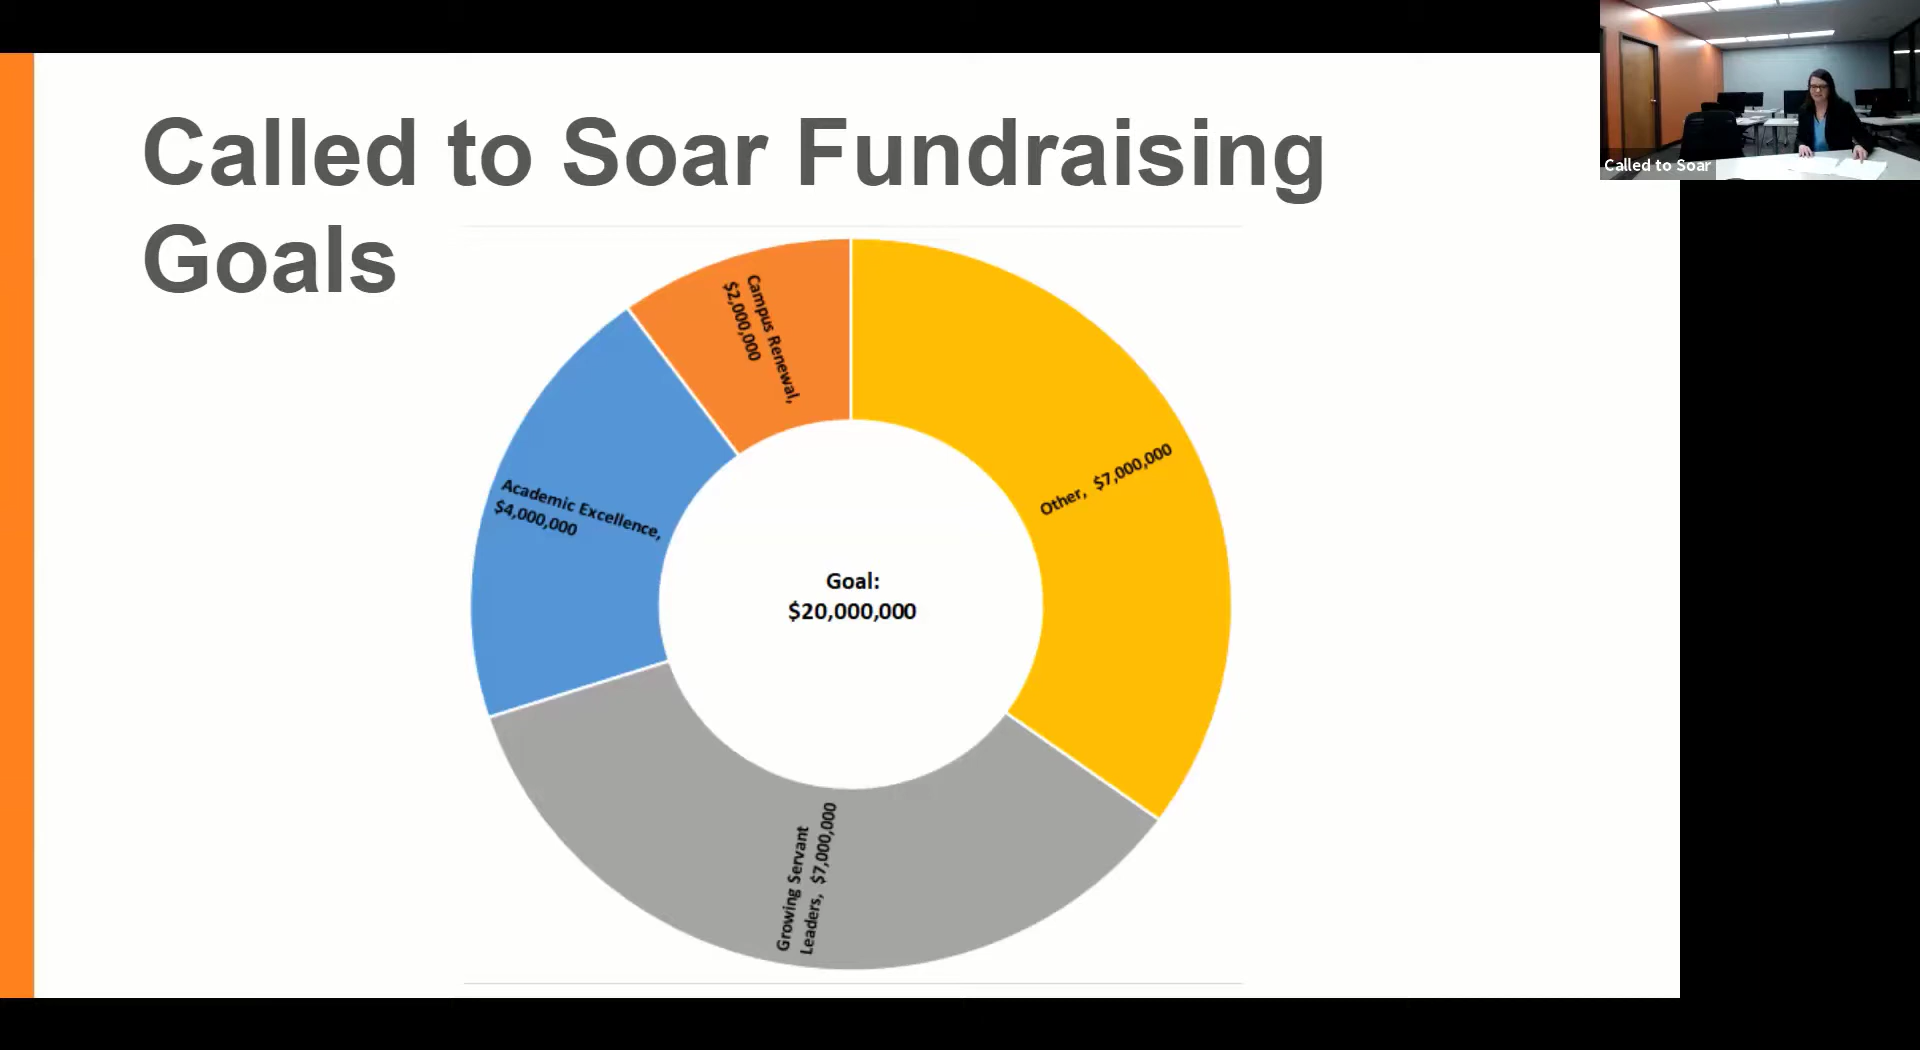 Called to Soar Fundraising
Goals
Called to Soar
Campus Renewal,
$2,000,000
Other,  $7,000,000
Academic Excellence,
$4,000,000
Goal:
$20,000,000
Growing Servant
Leaders,  $7,000,000